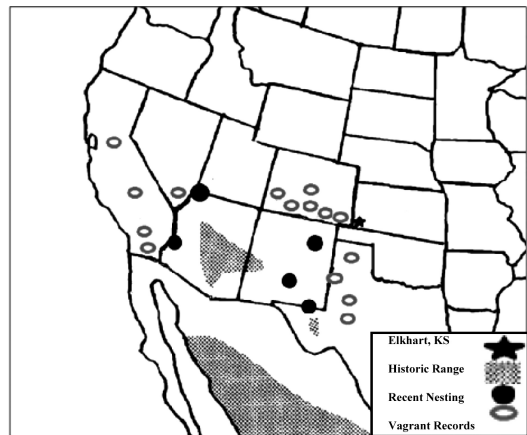 Elkhart, KS
Historic Range
Recent Nesting
Vagrant Records